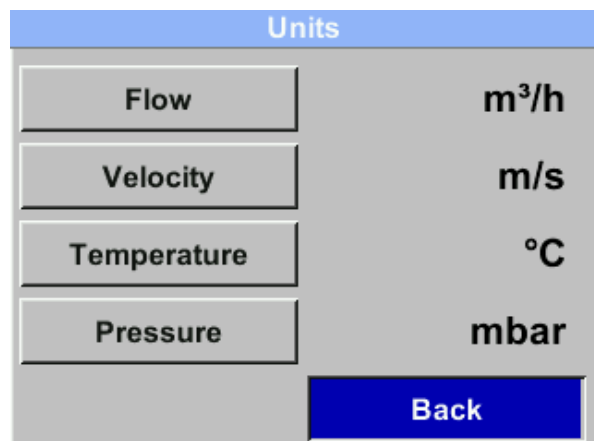 Units
Flow m³/h
Velocity m/s
Temperature °C
Pressure mbar
Back